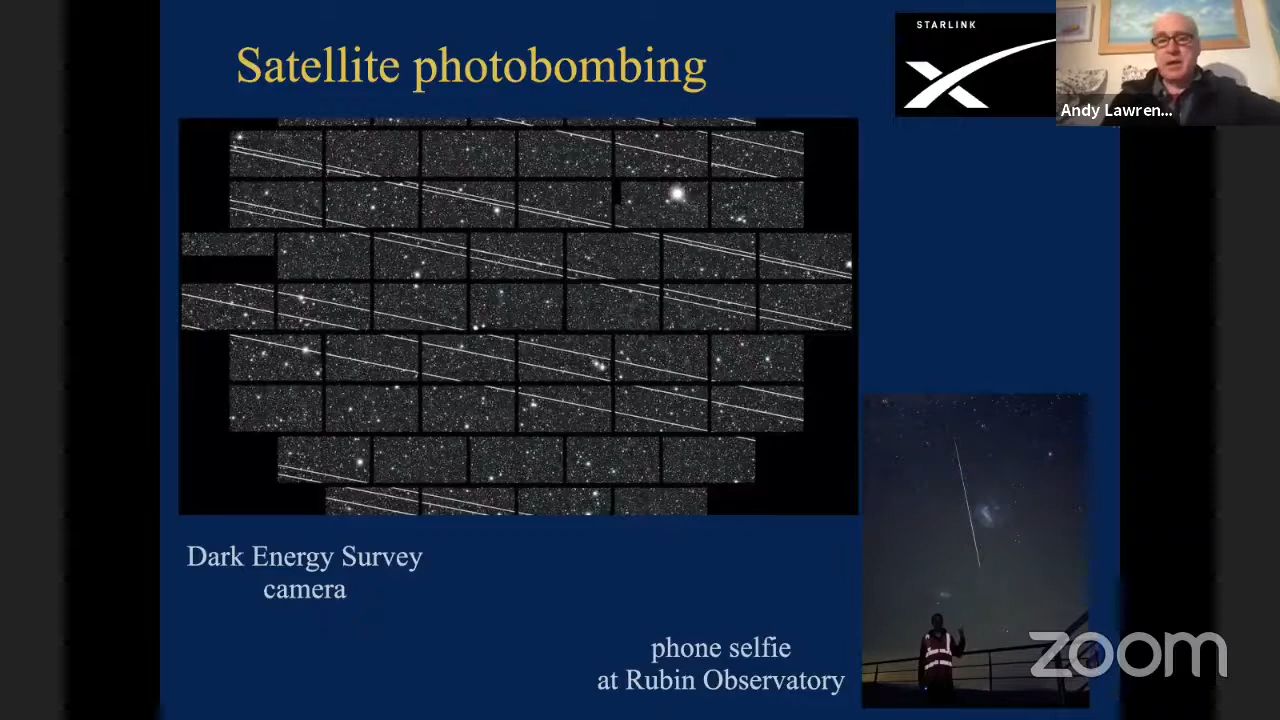 Satellite photobombing
STARLINK
Andy Lawren...
Dark Energy Survey
camera
phone selfie
at Rubin Observatory
zoom